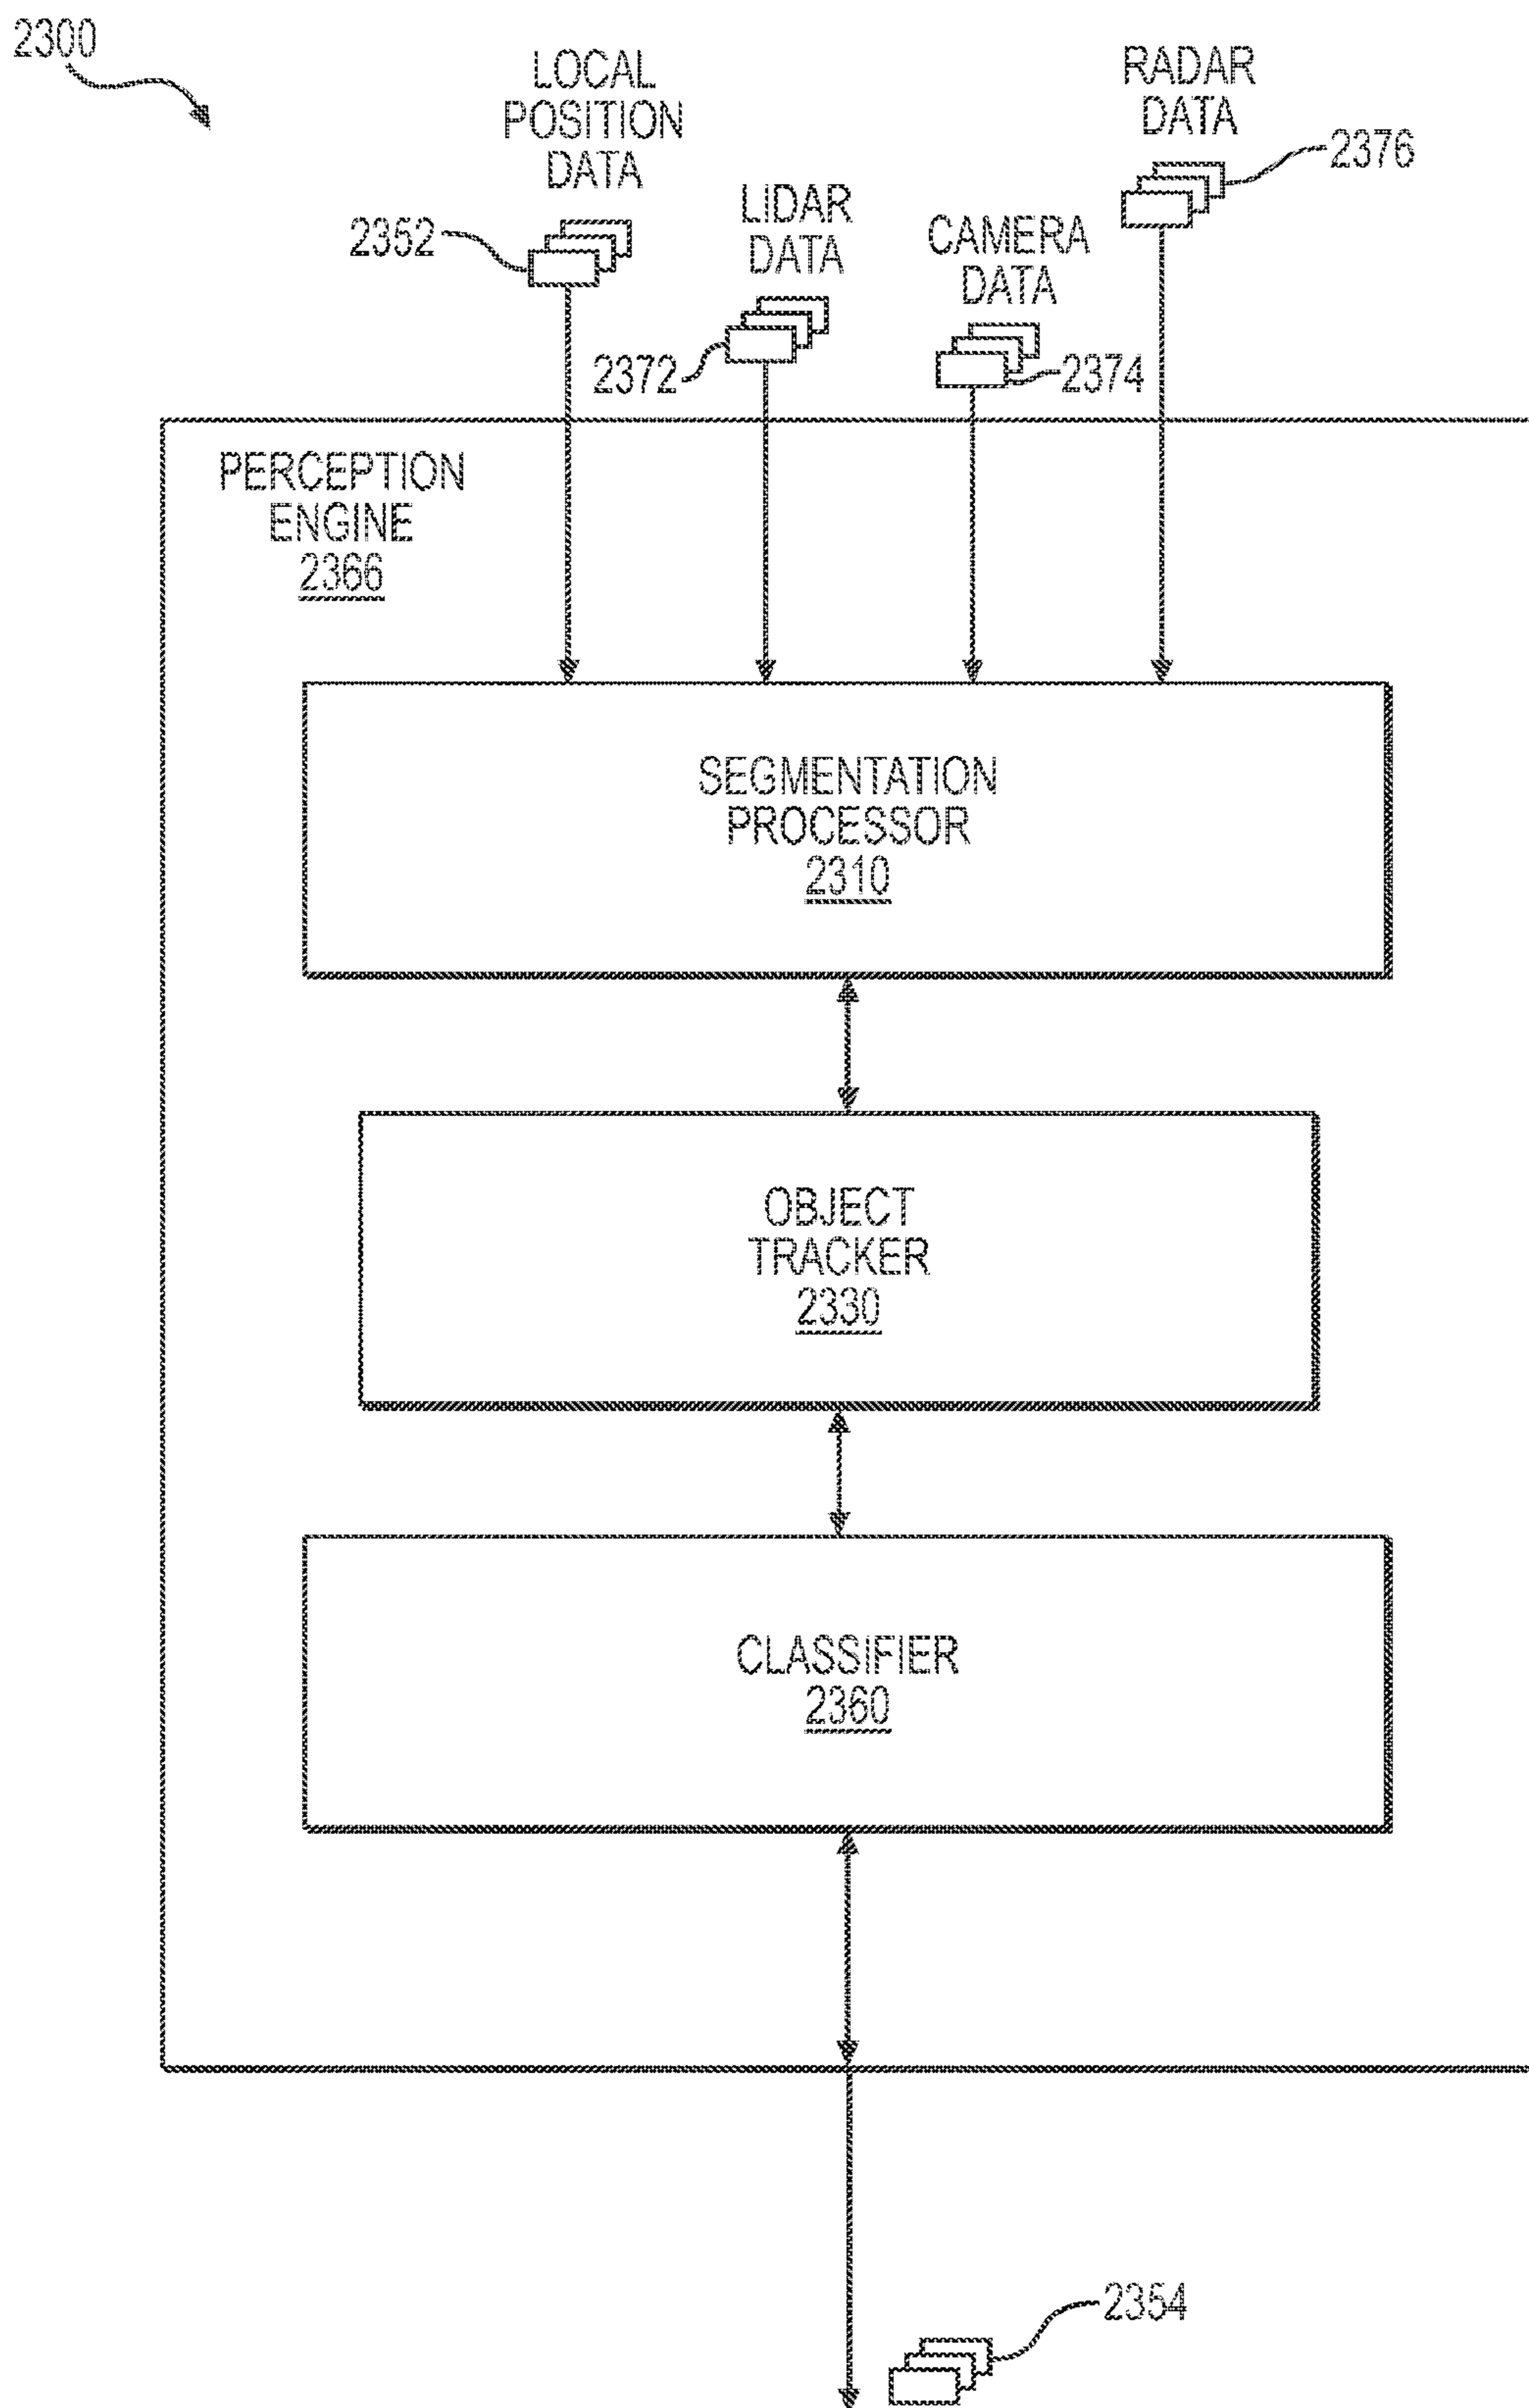 2300
LOCAL
POSITION
DATA
2352
LIDAR
DATA
2372
CAMERA
DATA
2374
RADAR
DATA
2376
PERCEPTION
ENGINE
2366
SEGMENTATION
PROCESSOR
2310
OBJECT
TRACKER
2330
CLASSIFIER
2360
2354